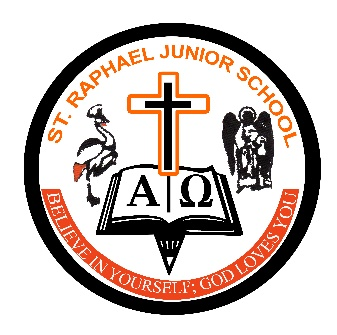 ST. RAPHAEL JUNIOR SCHOOL
Α Ω
BELIEVE IN YOURSELF; GOD LOVES YOU